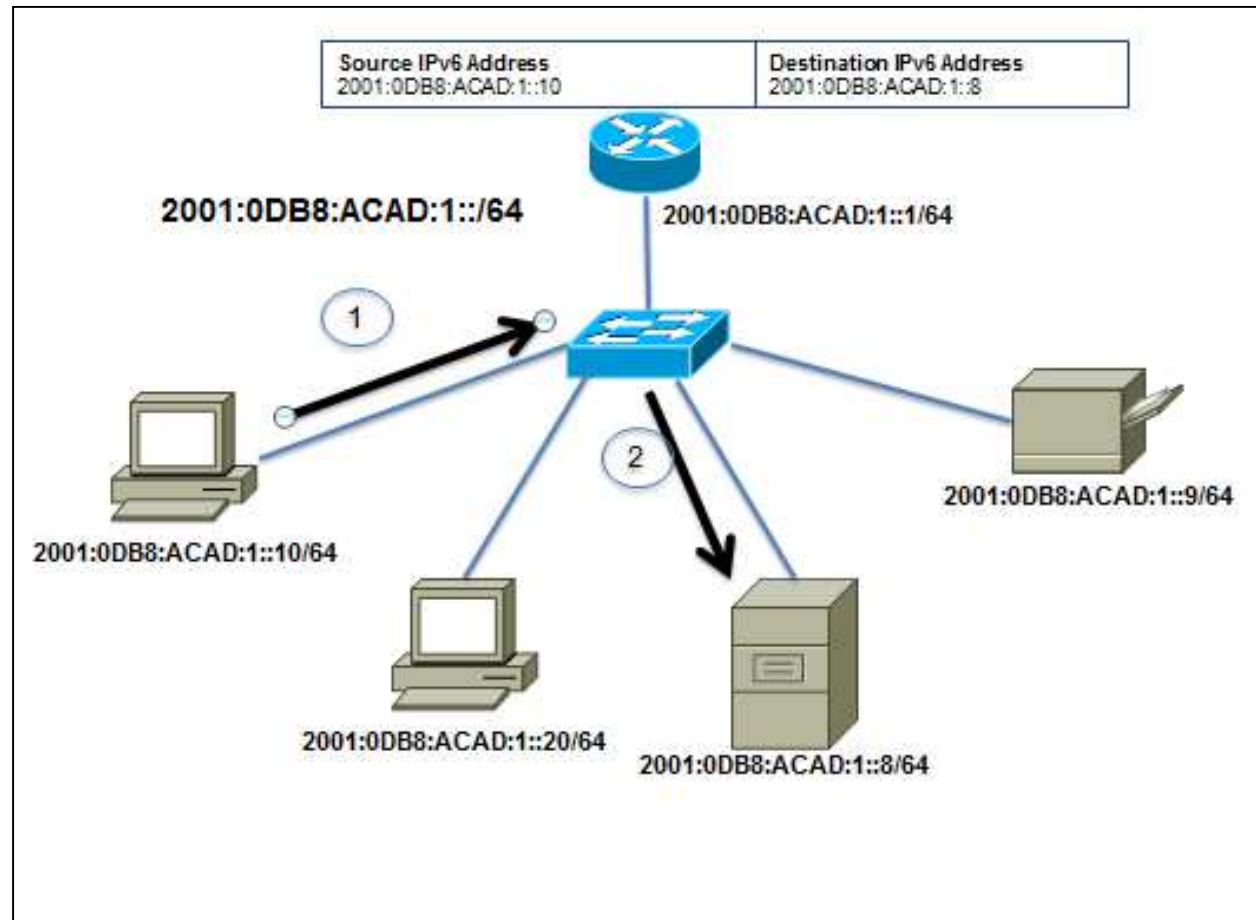 Source IPv6 Address
2001:0DB8:ACAD:1::10
Destination IPv6 Address
2001:0DB8:ACAD:1::8
2001:0DB8:ACAD:1::/64
2001:0DB8:ACAD:1::1/64
1
2
2001:0DB8:ACAD:1::9/64
2001:0DB8:ACAD:1::10/64
2001:0DB8:ACAD:1::20/64
2001:0DB8:ACAD:1::8/64